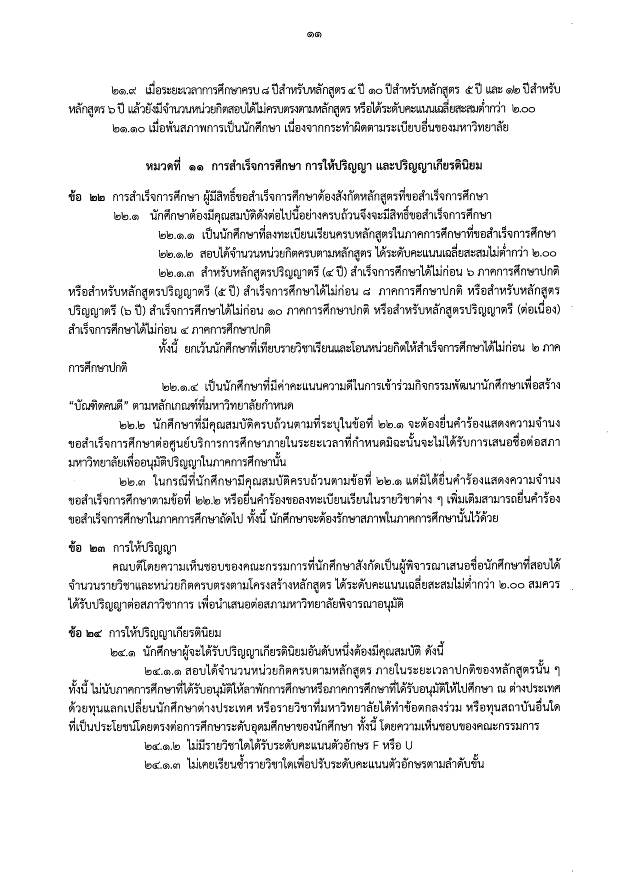 ๑๑
๒๑.๙ เมื่อระยะเวลาการศึกษาครบ ๘ ปีสำหรับหลักสูตร ๔ ปี ๑๐ ปีสำหรับหลักสูตร ๕ ปี และ ๑๒ ปีสำหรับ
หลักสูตร ๖ ปี แล้วยังมีจำนวนหน่วยกิตสอบได้ไม่ครบตรงตามหลักสูตร หรือได้ระดับคะแนนเฉลี่ยสะสมต่ำกว่า ๒.๐๐
๒๑.๑๐ เมื่อพ้นสภาพการเป็นนักศึกษา เนื่องจากกระทำผิดตามระเบียบอื่นของมหาวิทยาลัย
หมวดที่ ๑๑ การสำเร็จการศึกษา การให้ปริญญา และปริญญาเกียรตินิยม
ข้อ ๒๒ การสำเร็จการศึกษา ผู้มีสิทธิ์ขอสำเร็จการศึกษาต้องสังกัดหลักสูตรที่ขอสำเร็จการศึกษา
๒๒.๑ นักศึกษาต้องมีคุณสมบัติดังต่อไปนี้อย่างครบถ้วนจึงจะมีสิทธิ์ขอสำเร็จการศึกษา
๒๒.๑.๑ เป็นนักศึกษาที่ลงทะเบียนเรียนครบหลักสูตรในภาคการศึกษาที่ขอสำเร็จการศึกษา
๒๒.๑.๒ สอบได้จำนวนหน่วยกิตครบตามหลักสูตร ได้ระดับคะแนนเฉลี่ยสะสมไม่ต่ำกว่า ๒.๐๐
๒๒.๑.๓ สำหรับหลักสูตรปริญญาตรี (๔ ปี) สำเร็จการศึกษาได้ไม่ก่อน ๖ ภาคการศึกษาปกติ
หรือสำหรับหลักสูตรปริญญาตรี (๕ ปี) สำเร็จการศึกษาได้ไม่ก่อน ๘ ภาคการศึกษาปกติ หรือสำหรับหลักสูตร
ปริญญาตรี (๖ ปี) สำเร็จการศึกษาได้ไม่ก่อน ๑๐ ภาคการศึกษาปกติ หรือสำหรับหลักสูตรปริญญาตรี (ต่อเนื่อง)
สำเร็จการศึกษาได้ไม่ก่อน ๔ ภาคการศึกษาปกติ
ทั้งนี้ ยกเว้นนักศึกษาที่เทียบรายวิชาเรียนและโอนหน่วยกิตให้สำเร็จการศึกษาได้ไม่ก่อน ๒ ภาค
การศึกษาปกติ
๒๒.๑.๔ เป็นนักศึกษาที่มีค่าคะแนนความดีในการเข้าร่วมกิจกรรมพัฒนานักศึกษาเพื่อสร้าง
“บัณฑิตคนดี” ตามหลักเกณฑ์ที่มหาวิทยาลัยกำหนด
๒๒.๒ นักศึกษาที่มีคุณสมบัติครบถ้วนตามที่ระบุในข้อที่ ๒๒.๑ จะต้องยื่นคำร้องแสดงความจำนง
ขอสำเร็จการศึกษาต่อศูนย์บริการการศึกษาภายในระยะเวลาที่กำหนดมิฉะนั้นจะไม่ได้รับการเสนอชื่อต่อสภา
มหาวิทยาลัยเพื่ออนุมัติปริญญาในภาคการศึกษานั้น
๒๒.๓ ในกรณีที่นักศึกษามีคุณสมบัติครบถ้วนตามข้อที่ ๒๒.๑ แต่มิได้ยื่นคำร้องแสดงความจำนง
ขอสำเร็จการศึกษาตามข้อที่ ๒๒.๒ หรือยื่นคำร้องขอลงทะเบียนเรียนในรายวิชาต่าง ๆ เพิ่มเติมสามารถยื่นคำร้อง
ขอสำเร็จการศึกษาในภาคการศึกษาถัดไป ทั้งนี้ นักศึกษาจะต้องรักษาสภาพในภาคการศึกษานั้นไว้ด้วย
ข้อ ๒๓ การให้ปริญญา
คณบดีโดยความเห็นชอบของคณะกรรมการที่นักศึกษาสังกัดเป็นผู้พิจารณาเสนอชื่อนักศึกษาที่สอบได้
จำนวนรายวิชาและหน่วยกิตครบตรงตามโครงสร้างหลักสูตร ได้ระดับคะแนนเฉลี่ยสะสมไม่ต่ำกว่า ๒.๐๐ สมควร
ได้รับปริญญาต่อสภาวิชาการ เพื่อนำเสนอต่อสภามหาวิทยาลัยพิจารณาอนุมัติ
ข้อ ๒๔ การให้ปริญญาเกียรตินิยม
๒๔.๑ นักศึกษาผู้จะได้รับปริญญาเกียรตินิยมอันดับหนึ่งต้องมีคุณสมบัติ ดังนี้
๒๔.๑.๑ สอบได้จำนวนหน่วยกิตครบตามหลักสูตร ภายในระยะเวลาปกติของหลักสูตรนั้น ๆ
ทั้งนี้ ไม่นับภาคการศึกษาที่ได้รับอนุมัติให้ลาพักการศึกษาหรือภาคการศึกษาที่ได้รับอนุมัติให้ไปศึกษา ณ ต่างประเทศ
ด้วยทุนแลกเปลี่ยนนักศึกษาต่างประเทศ หรือรายวิชาที่มหาวิทยาลัยได้ทำข้อตกลงร่วม หรือทุนสถาบันอื่นใด
ที่เป็นประโยชน์โดยตรงต่อการศึกษาระดับอุดมศึกษาของนักศึกษา ทั้งนี้ โดยความเห็นชอบของคณะกรรมการ
๒๔.๑.๒ ไม่มีรายวิชาใดได้รับระดับคะแนนตัวอักษร F หรือ U
๒๔.๑.๓ ไม่เคยเรียนซ้ำรายวิชาใดเพื่อปรับระดับคะแนนตัวอักษรตามลำดับขั้น